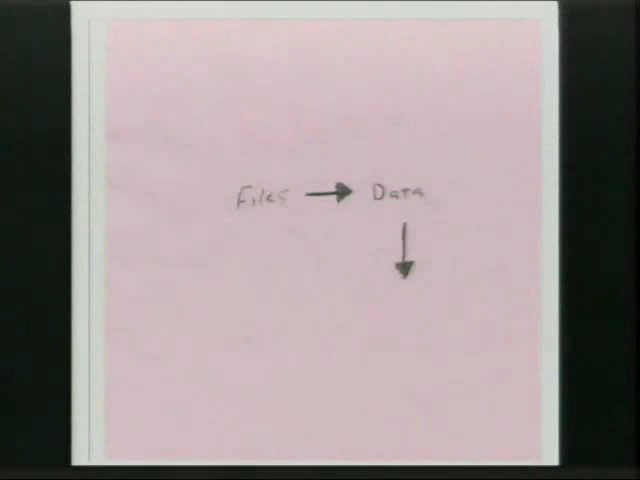 Files → Data
↓